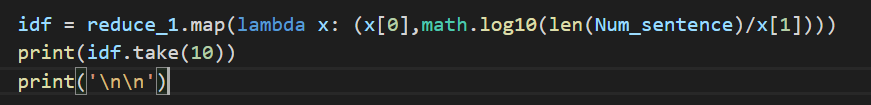 idf = reduce_1.map(lambda x: (x[0],math.log10(len(Num_sentence)/x[1])))
print(idf.take(10))
print('\n\n')